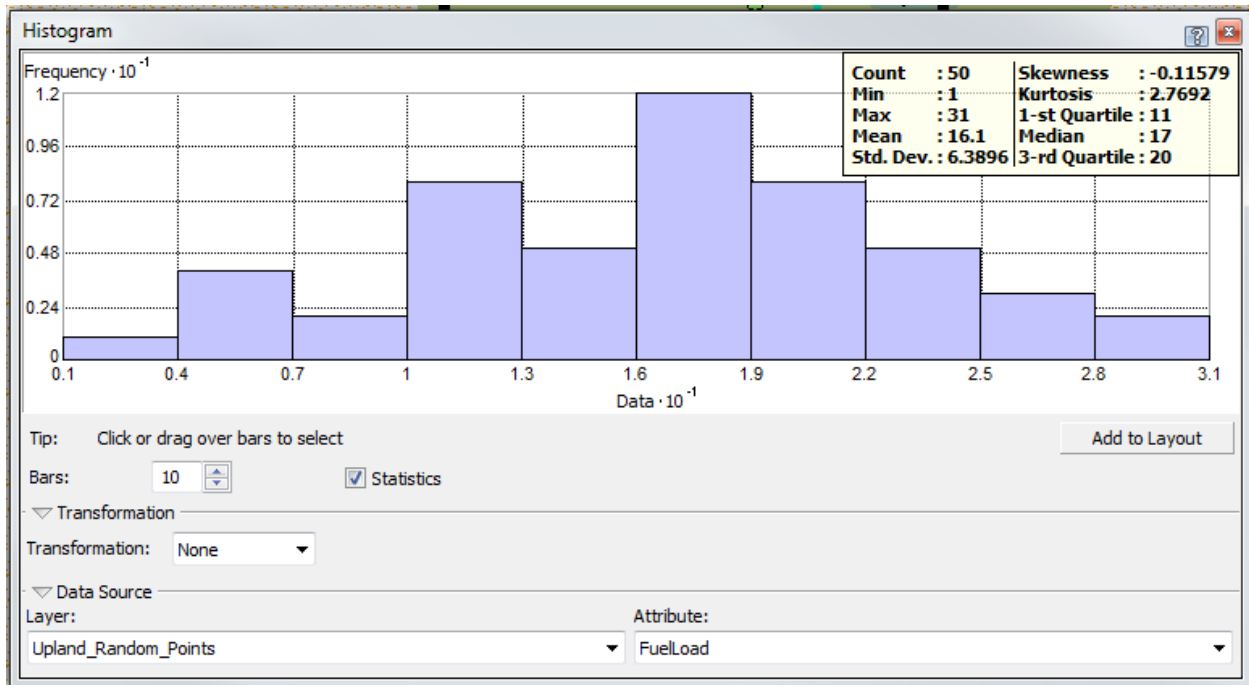 Histogram
Frequency · 10 -1
Count : 50 Skewness : -0.11579
Min : 1 Kurtosis : 2.7692
Max : 31 1-st Quartile : 11
Mean : 16.1 Median : 17
Std. Dev. : 6.3896 3-rd Quartile : 20
1.2
0.96
0.72
0.48
0.24
0
0.1 0.4 0.7 1 1.3 1.6 1.9 2.2 2.5 2.8 3.1
Data · 10 -1
Tip: Click or drag over bars to select Add to Layout
Bars: 10 Statistics
Transformation
Transformation: None
Data Source
Layer: Attribute:
Upland_Random_Points FuelLoad